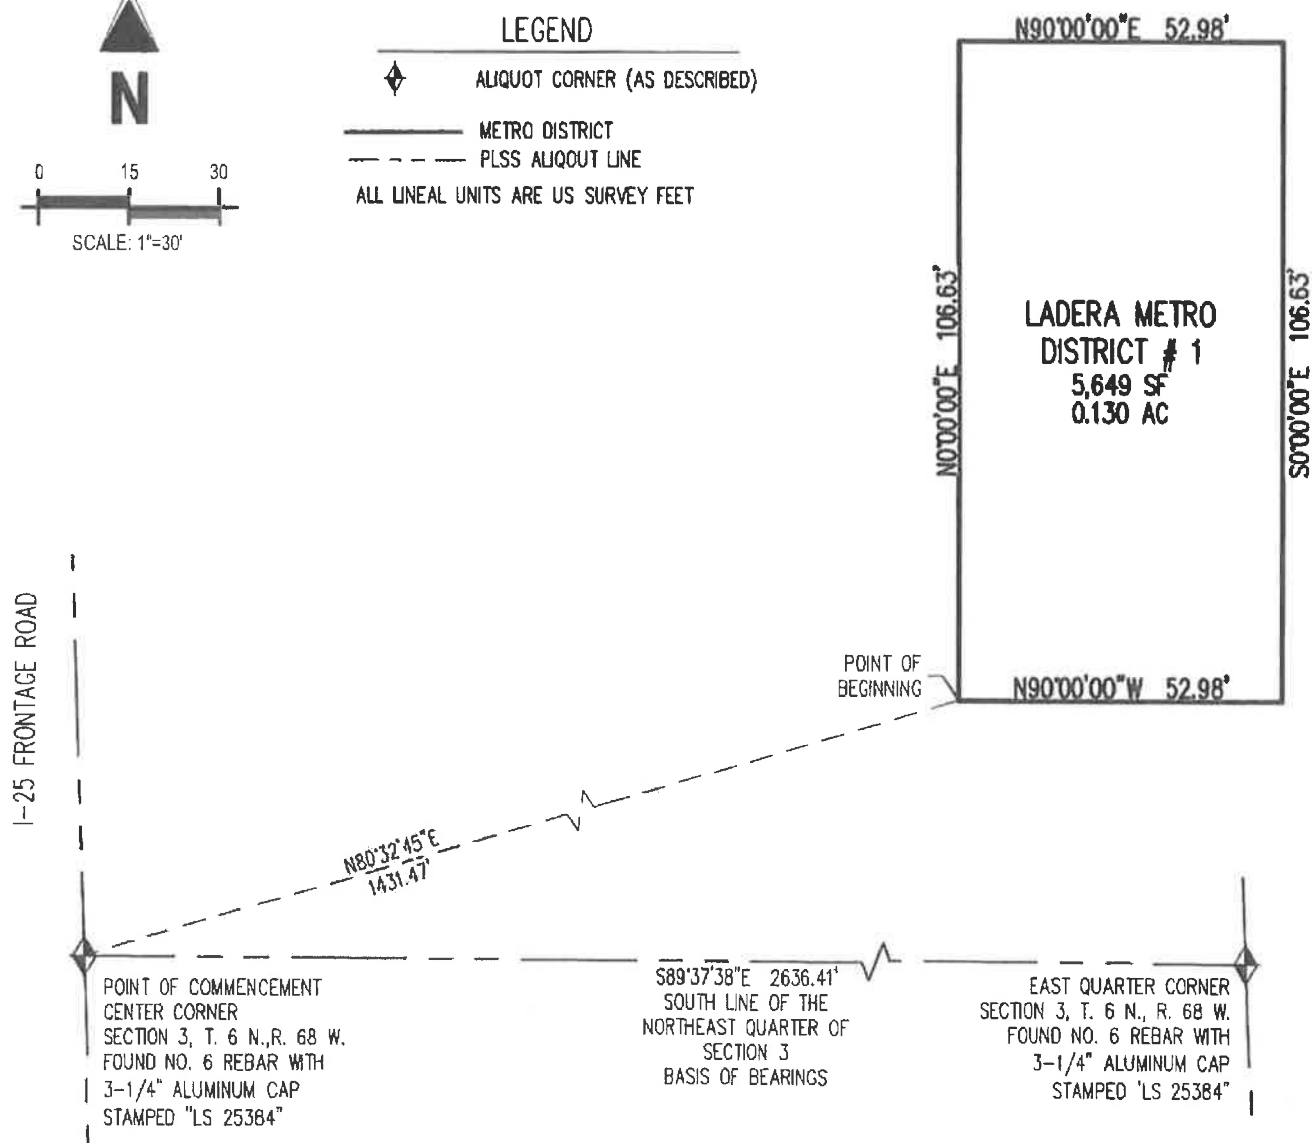 N
0 15 30
SCALE: 1"=30'
LEGEND
ALIQUOT CORNER (AS DESCRIBED)
METRO DISTRICT
PLSS ALIQOUT LINE
ALL LINEAL UNITS ARE US SURVEY FEET
N90°00'00"E 52.98'
N0°00'00"E 106.63'
LADERA METRO
DISTRICT # 1
5,649 SF
0.130 AC
S0°00'00"E 106.63'
N90°00'00"W 52.98'
POINT OF
BEGINNING
I-25 FRONTAGE ROAD
N80°32'45"E
1431.47'
POINT OF COMMENCEMENT
CENTER CORNER
SECTION 3, T. 6 N.,R. 68 W.
FOUND NO. 6 REBAR WITH
3-1/4" ALUMINUM CAP
STAMPED "LS 25384"
S89°37'38"E 2636.41'
SOUTH LINE OF THE
NORTHEAST QUARTER OF
SECTION 3
BASIS OF BEARINGS
EAST QUARTER CORNER
SECTION 3, T. 6 N., R. 68 W.
FOUND NO. 6 REBAR WITH
3-1/4" ALUMINUM CAP
STAMPED 'LS 25384"